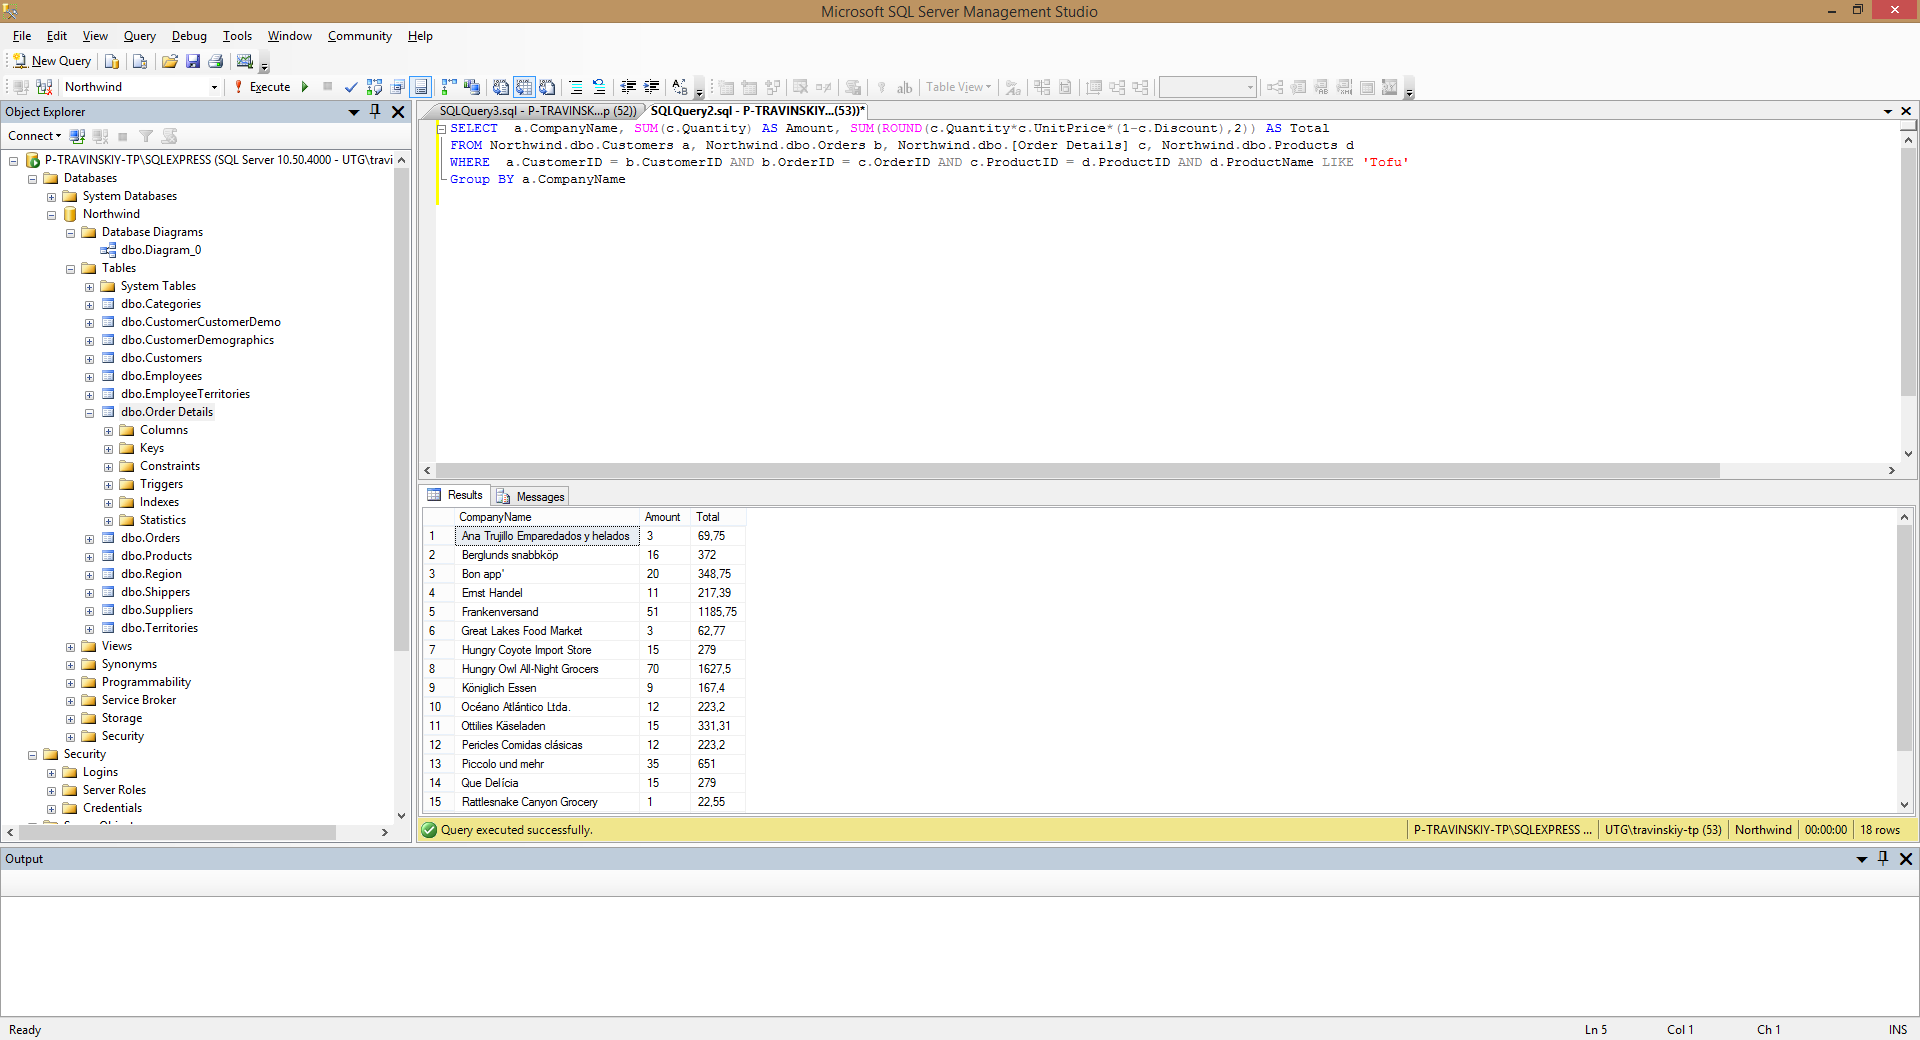 Microsoft SQL Server Management Studio
File Edit View Query Debug Tools Window Community Help
New Query
Northwind Execute Table View
Object Explorer
Connect
P-TRAVINSKIY-TP\SQLEXPRESS (SQL Server 10.50.4000 - UTG\travi
Databases
System Databases
Northwind
Database Diagrams
dbo.Diagram_0
Tables
System Tables
dbo.Categories
dbo.CustomerCustomerDemo
dbo.CustomerDemographics
dbo.Customers
dbo.Employees
dbo.EmployeeTerritories
dbo.Order Details
Columns
Keys
Constraints
Triggers
Indexes
Statistics
dbo.Orders
dbo.Products
dbo.Region
dbo.Shippers
dbo.Suppliers
dbo.Territories
Views
Synonyms
Programmability
Service Broker
Storage
Security
Security
Logins
Server Roles
Credentials
SQLQuery3.sql - P-TRAVINSK...p (52)) SQLQuery2.sql - P-TRAVINSKIY...(53))*
SELECT  a.CompanyName, SUM(c.Quantity) AS Amount, SUM(ROUND(c.Quantity*c.UnitPrice*(1-c.Discount),2)) AS Total
FROM Northwind.dbo.Customers a, Northwind.dbo.Orders b, Northwind.dbo.[Order Details] c, Northwind.dbo.Products d
WHERE  a.CustomerID = b.CustomerID AND b.OrderID = c.OrderID AND c.ProductID = d.ProductID AND d.ProductName LIKE 'Tofu'
Group BY a.CompanyName
Results Messages
CompanyName Amount Total
1 Ana Trujillo Emparedados y helados 3 69,75
2 Berglunds snabbköp 16 372
3 Bon app' 20 348,75
4 Ernst Handel 11 217,39
5 Frankenversand 51 1185,75
6 Great Lakes Food Market 3 62,77
7 Hungry Coyote Import Store 15 279
8 Hungry Owl All-Night Grocers 70 1627,5
9 Königlich Essen 9 167,4
10 Océano Atlántico Ltda. 12 223,2
11 Ottilies Käseladen 15 331,31
12 Pericles Comidas clásicas 12 223,2
13 Piccolo und mehr 35 651
14 Que Delícia 15 279
15 Rattlesnake Canyon Grocery 1 22,55
Query executed successfully. P-TRAVINSKIY-TP\SQLEXPRESS ... UTG\travinskiy-tp (53) Northwind 00:00:00 18 rows
Output
Ready Ln 5 Col 1 Ch 1 INS